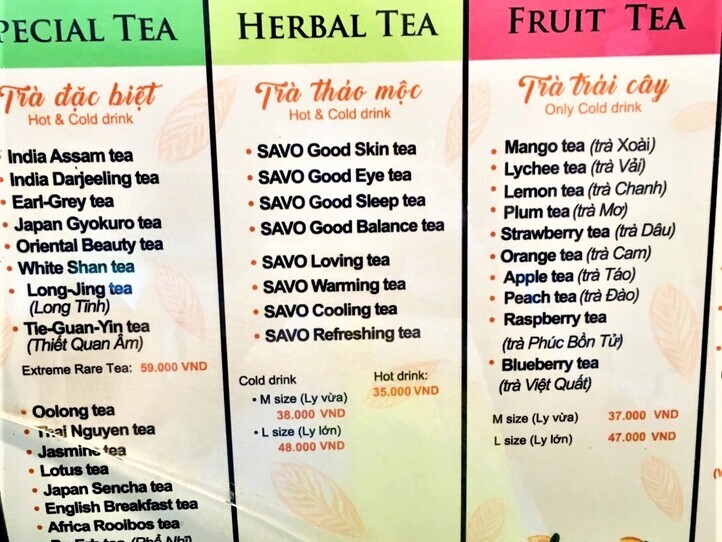 PECIAL TEA
Trà đặc biệt
Hot & Cold drink
India Assam tea
India Darjeeling tea
• Earl-Grey tea
• Japan Gyokuro tea
• Oriental Beauty tea
• White Shan tea
• Long-Jing tea
(Long Tĩnh)
• Tie-Guan-Yin tea
(Thiết Quan Âm)
Extreme Rare Tea: 59.000 VND
• Oolong tea
• Thai Nguyen tea
• Jasmine tea
• Lotus tea
• Japan Sencha tea
• English Breakfast tea
• Africa Rooibos tea
(Phổ Nhĩ)
HERBAL TEA
Trà thảo mộc
Hot & Cold drink
• SAVO Good Skin tea
• SAVO Good Eye tea
• SAVO Good Sleep tea
• SAVO Good Balance tea
• SAVO Loving tea
• SAVO Warming tea
• SAVO Cooling tea
• SAVO Refreshing tea
Cold drink
• M size (Ly vừa)
38.000 VND
• L size (Ly lớn)
48.000 VND
Hot drink:
35.000 VND
FRUIT TEA
Trà trái cây
Only Cold drink
• Mango tea (trà Xoài)
• Lychee tea (trà Vải)
• Lemon tea (trà Chanh)
• Plum tea (trà Mơ)
• Strawberry tea (trà Dâu)
• Orange tea (trà Cam)
• Apple tea (trà Táo)
• Peach tea (trà Đào)
• Raspberry tea
(trà Phúc Bồn Tử)
• Blueberry tea
(trà Việt Quất)
M size (Ly vừa) 37.000 VND
L size (Ly lớn) 47.000 VND